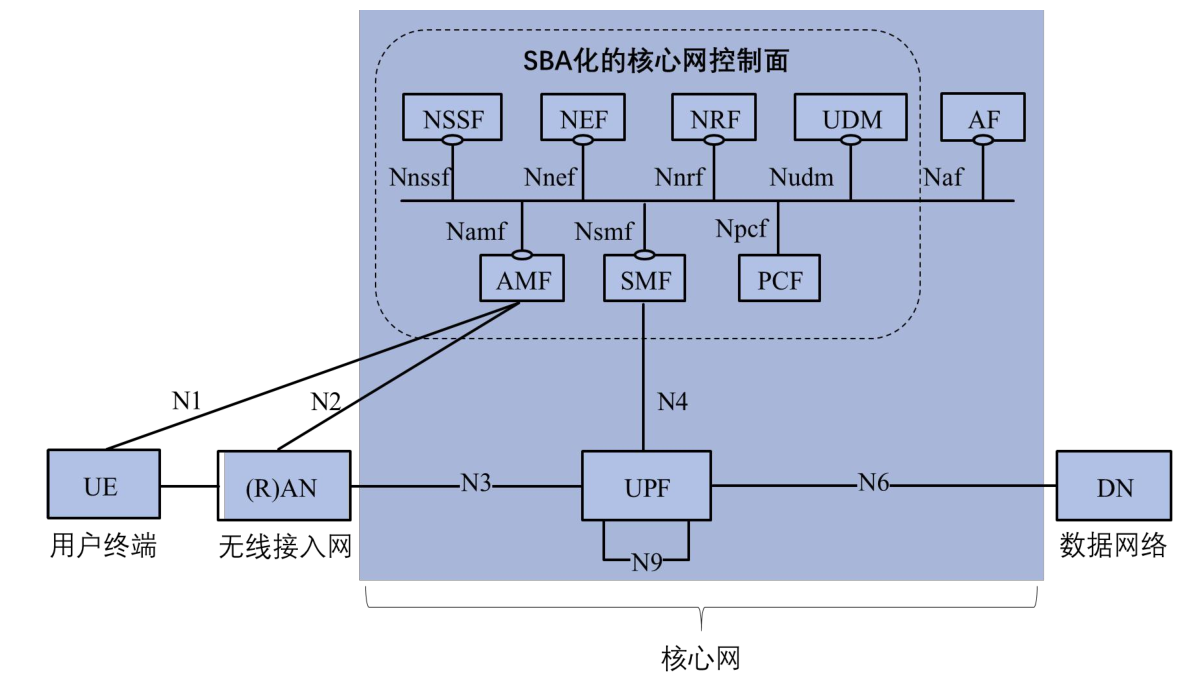 SBA化的核心网控制面
NSSF
NEF
NRF
UDM
AF
Nnssf
Nnef
Nnrf
Nudm
Naf
Namf
Nsmf
Npcf
AMF
SMF
PCF
N1
N2
N4
UE
(R)AN
N3
UPF
N6
DN
用户终端
无线接入网
N9
数据网络
核心网